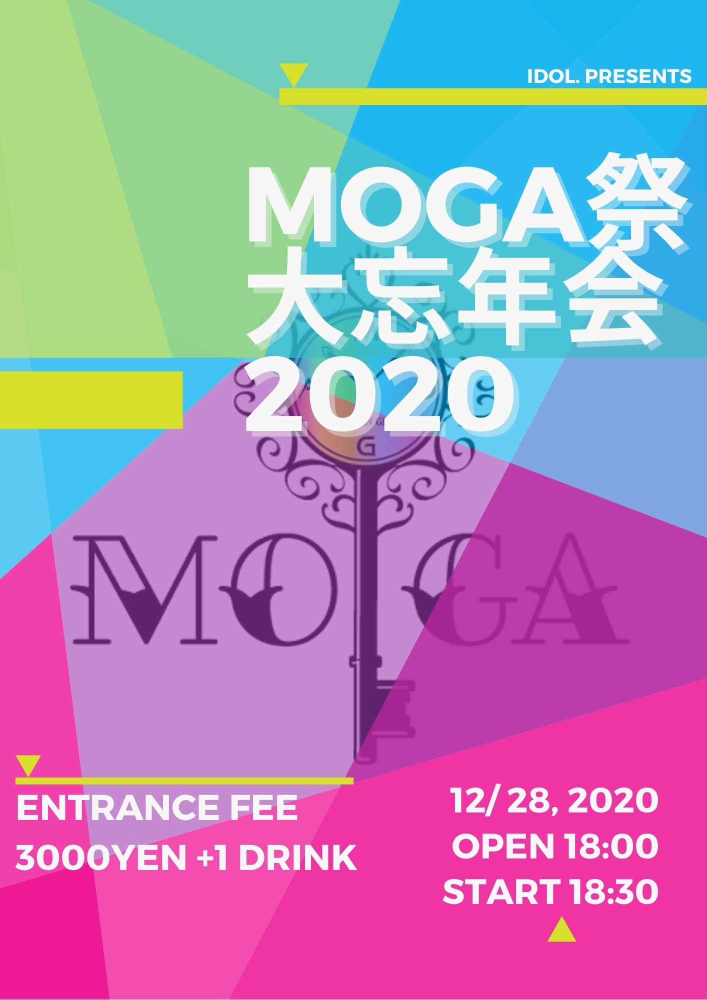 IDOL. PRESENTS
MOGA祭
大忘年会
2020
G
MOGA
ENTRANCE FEE
3000YEN +1 DRINK
12/ 28, 2020
OPEN 18:00
START 18:30